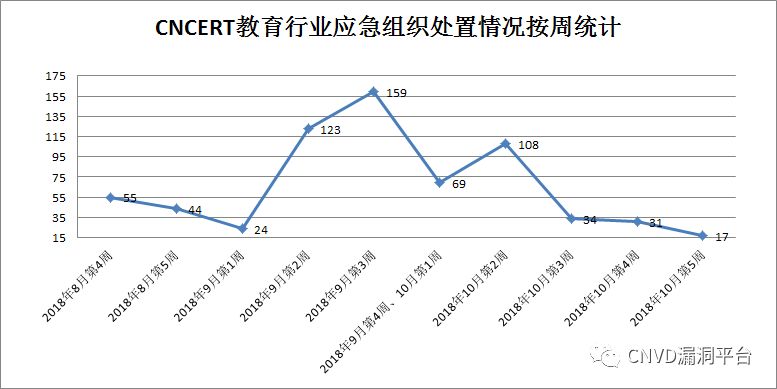 CNCERT教育行业应急组织处置情况按周统计
175
155
135
115
95
75
55
35
15
55
44
24
123
159
69
108
34
31
17
2018年8月第4周
2018年8月第5周
2018年9月第1周
2018年9月第2周
2018年9月第3周
2018年9月第4周、10月第1周
2018年10月第2周
2018年10月第3周
2018年10月第4周
2018年10月第5周
CNVD漏洞平台